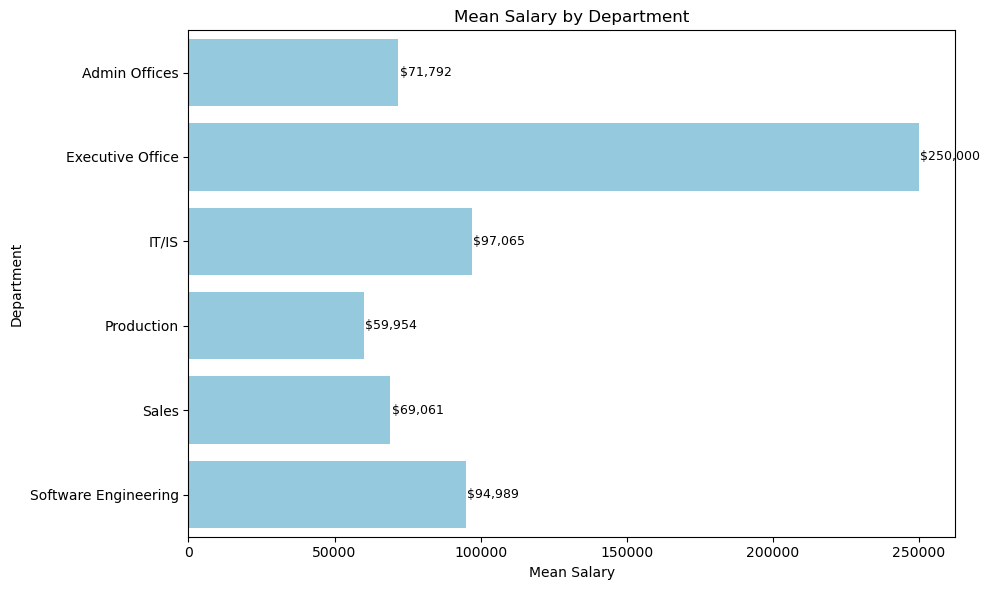 Mean Salary by Department
Department
Admin Offices
$71,792
Executive Office
$250,000
IT/IS
$97,065
Production
$59,954
Sales
$69,061
Software Engineering
$94,989
0
50000
100000
150000
200000
250000
Mean Salary